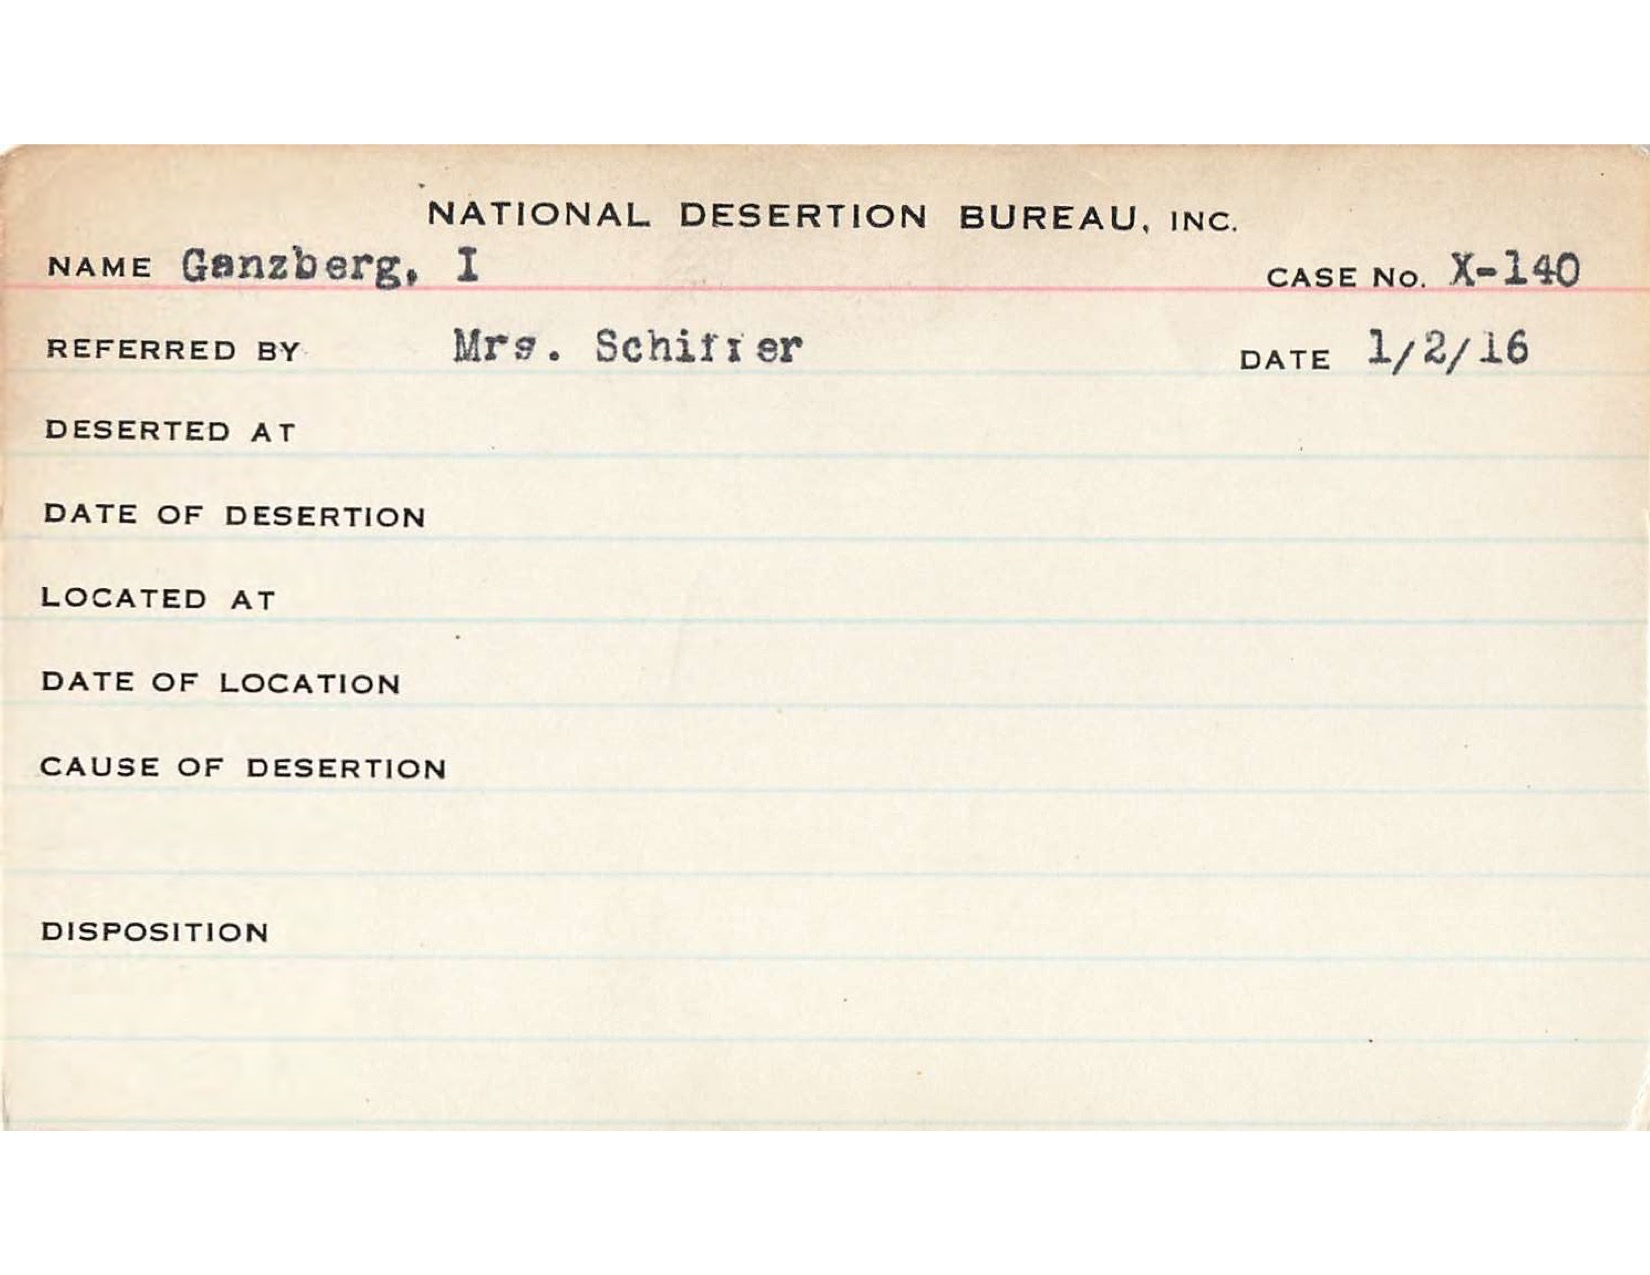 NATIONAL DESERTION BUREAU, INC.
NAME Ganzberg, I CASE No. X-140
REFERRED BY Mrs. Schiffer DATE 1/2/16
DESERTED AT
DATE OF DESERTION
LOCATED AT
DATE OF LOCATION
CAUSE OF DESERTION
DISPOSITION